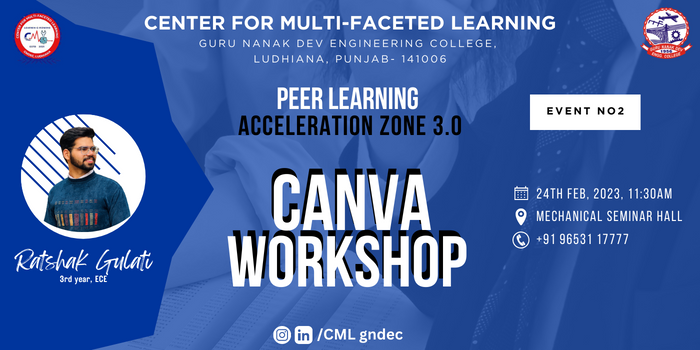 CENTER FOR MULTI-FACETED LEARNING
GURU NANAK DEV ENGINEERING COLLEGE,
LUDHIANA, PUNJAB- 141006
PEER LEARNING
ACCELERATION ZONE 3.0
EVENT NO2
CANVA
WORKSHOP
24TH FEB, 2023, 11:30AM
MECHANICAL SEMINAR HALL
+91 96531 17777
Ratshak Gulati
3rd year, ECE
/CML gndec